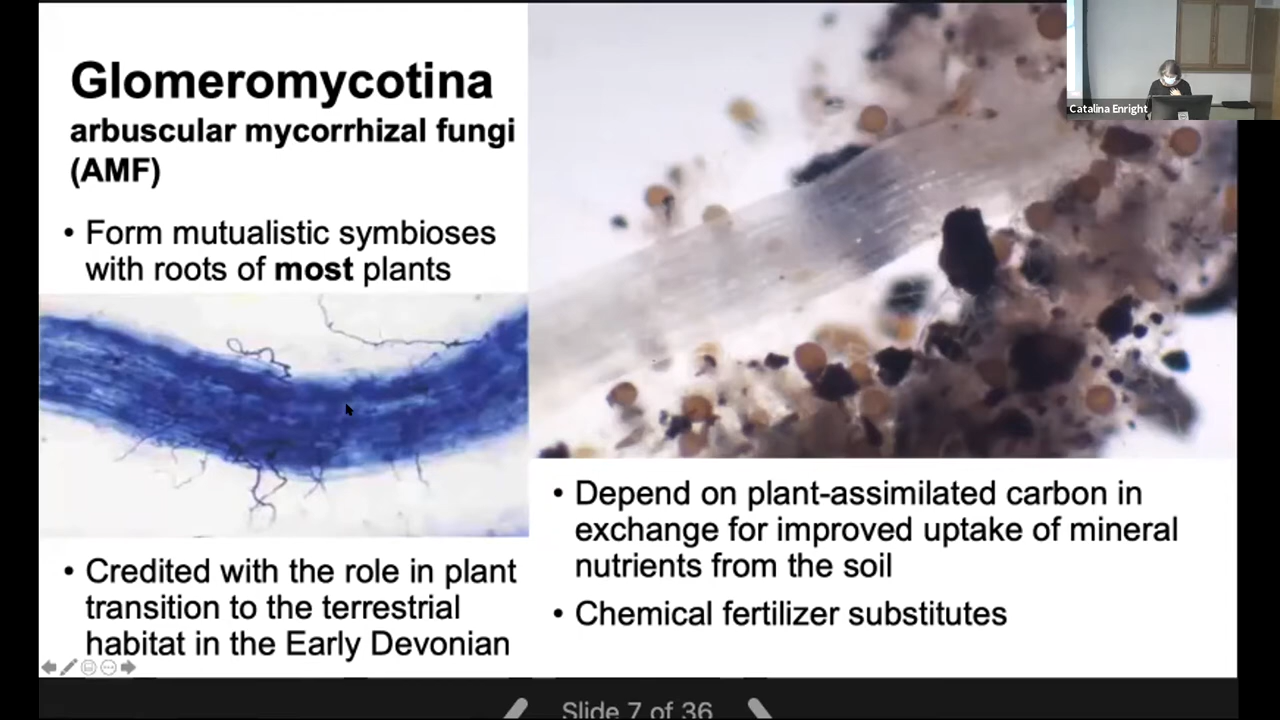 Glomeromycotina
arbuscular mycorrhizal fungi
(AMF)
• Form mutualistic symbioses
with roots of most plants
• Credited with the role in plant
transition to the terrestrial
habitat in the Early Devonian
• Depend on plant-assimilated carbon in
exchange for improved uptake of mineral
nutrients from the soil
• Chemical fertilizer substitutes
Catalina Enright
Slide 7 of 36